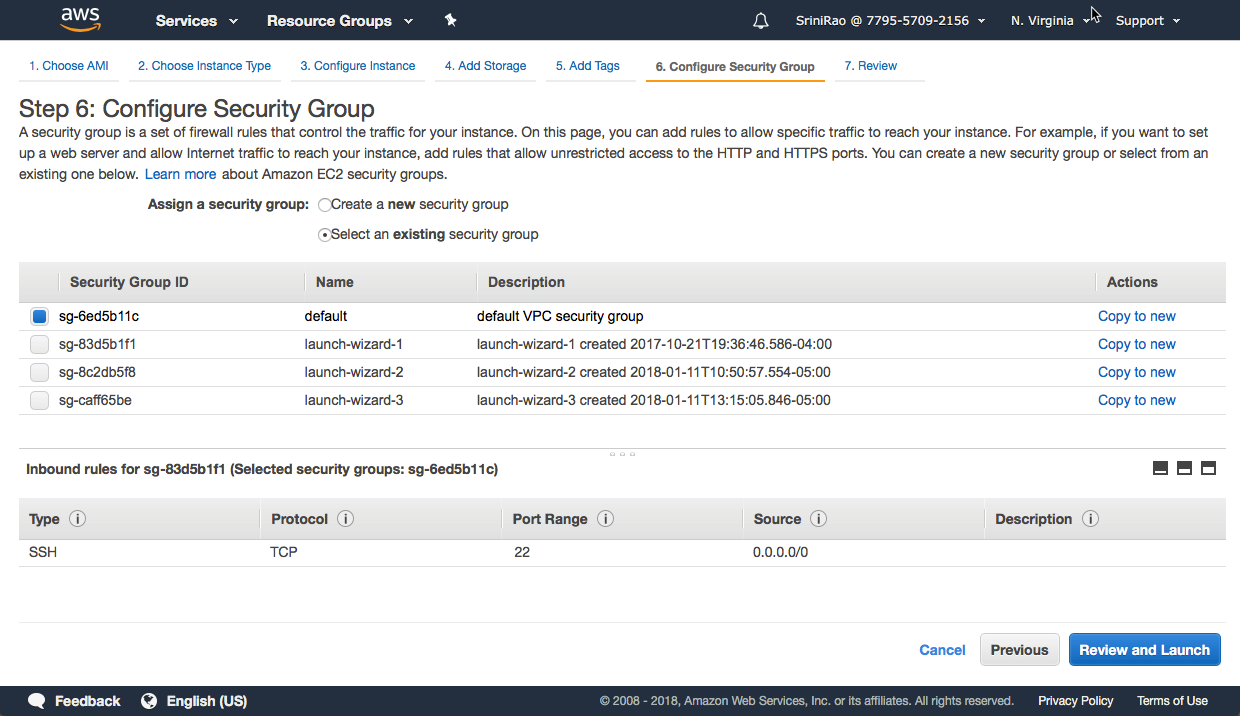 aws Services Resource Groups SriniRao @ 7795-5709-2156 N. Virginia Support
1. Choose AMI 2. Choose Instance Type 3. Configure Instance 4. Add Storage 5. Add Tags 6. Configure Security Group 7. Review
Step 6: Configure Security Group
A security group is a set of firewall rules that control the traffic for your instance. On this page, you can add rules to allow specific traffic to reach your instance. For example, if you want to set
up a web server and allow Internet traffic to reach your instance, add rules that allow unrestricted access to the HTTP and HTTPS ports. You can create a new security group or select from an
existing one below. Learn more about Amazon EC2 security groups.
Assign a security group: Create a new security group
Select an existing security group
Security Group ID Name Description Actions
sg-6ed5b11c default default VPC security group Copy to new
sg-83d5b1f1 launch-wizard-1 launch-wizard-1 created 2017-10-21T19:36:46.586-04:00 Copy to new
sg-8c2db5f8 launch-wizard-2 launch-wizard-2 created 2018-01-11T10:50:57.554-05:00 Copy to new
sg-caff65be launch-wizard-3 launch-wizard-3 created 2018-01-11T13:15:05.846-05:00 Copy to new
Inbound rules for sg-83d5b1f1 (Selected security groups: sg-6ed5b11c)
Type i Protocol i Port Range i Source i Description i
SSH TCP 22 0.0.0.0/0
Cancel Previous Review and Launch
Feedback English (US) © 2008 - 2018, Amazon Web Services, Inc. or its affiliates. All rights reserved. Privacy Policy Terms of Use